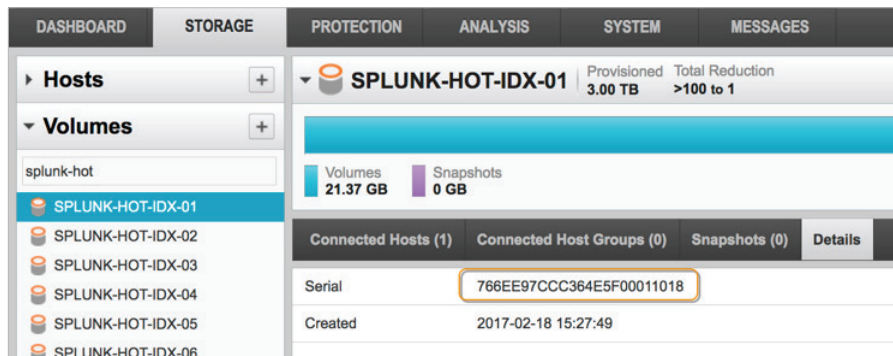 DASHBOARD STORAGE PROTECTION ANALYSIS SYSTEM MESSAGES
Hosts +
Volumes +
splunk-hot
SPLUNK-HOT-IDX-01
SPLUNK-HOT-IDX-02
SPLUNK-HOT-IDX-03
SPLUNK-HOT-IDX-04
SPLUNK-HOT-IDX-05
SPLUNK-HOT-IDX-06
SPLUNK-HOT-IDX-01
Provisioned
3.00 TB
Total Reduction
>100 to 1
Volumes
21.37 GB
Snapshots
0 GB
Connected Hosts (1) Connected Host Groups (0) Snapshots (0) Details
Serial 766EE97CCC364E5F00011018
Created 2017-02-18 15:27:49